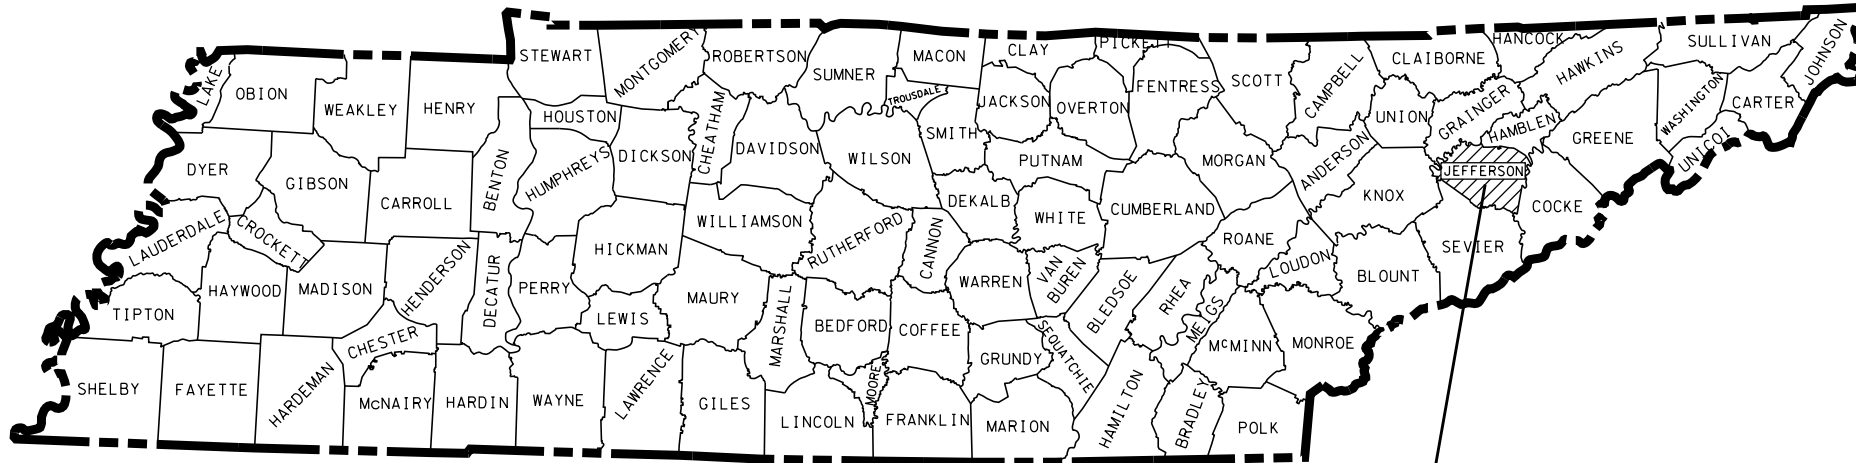 STEWART
MONTGOMERY
ROBERTSON
SUMNER
MACON
CLAY
PICKETT
FENTRESS
SCOTT
CAMPBELL
CLAIBORNE
HANCOCK
HAWKINS
SULLIVAN
JOHNSON
LAKE
OBION
WEAKLEY
HENRY
HOUSTON
CHEATHAM
TROUSDALE
SMITH
JACKSON
OVERTON
UNION
GRAINGER
HAMBLEN
GREENE
WASHINGTON
CARTER
UNICOI
DYER
GIBSON
CARROLL
BENTON
HUMPHREYS
DICKSON
DAVIDSON
WILSON
PUTNAM
MORGAN
ANDERSON
KNOX
JEFFERSON
COCKE
LAUDERDALE
CROCKETT
HENDERSON
DECATUR
HICKMAN
WILLIAMSON
RUTHERFORD
CANNON
DEKALB
WHITE
CUMBERLAND
ROANE
LOUDON
BLOUNT
SEVIER
TIPTON
HAYWOOD
MADISON
CHESTER
PERRY
LEWIS
MAURY
MARSHALL
BEDFORD
COFFEE
WARREN
VAN
BUREN
BLEDSOE
RHEA
MEIGS
McMINN
MONROE
SHELBY
FAYETTE
HARDEMAN
McNAIRY
HARDIN
WAYNE
LAWRENCE
GILES
LINCOLN
MOORE
FRANKLIN
GRUNDY
SEQUATCHIE
MARION
HAMILTON
BRADLEY
POLK